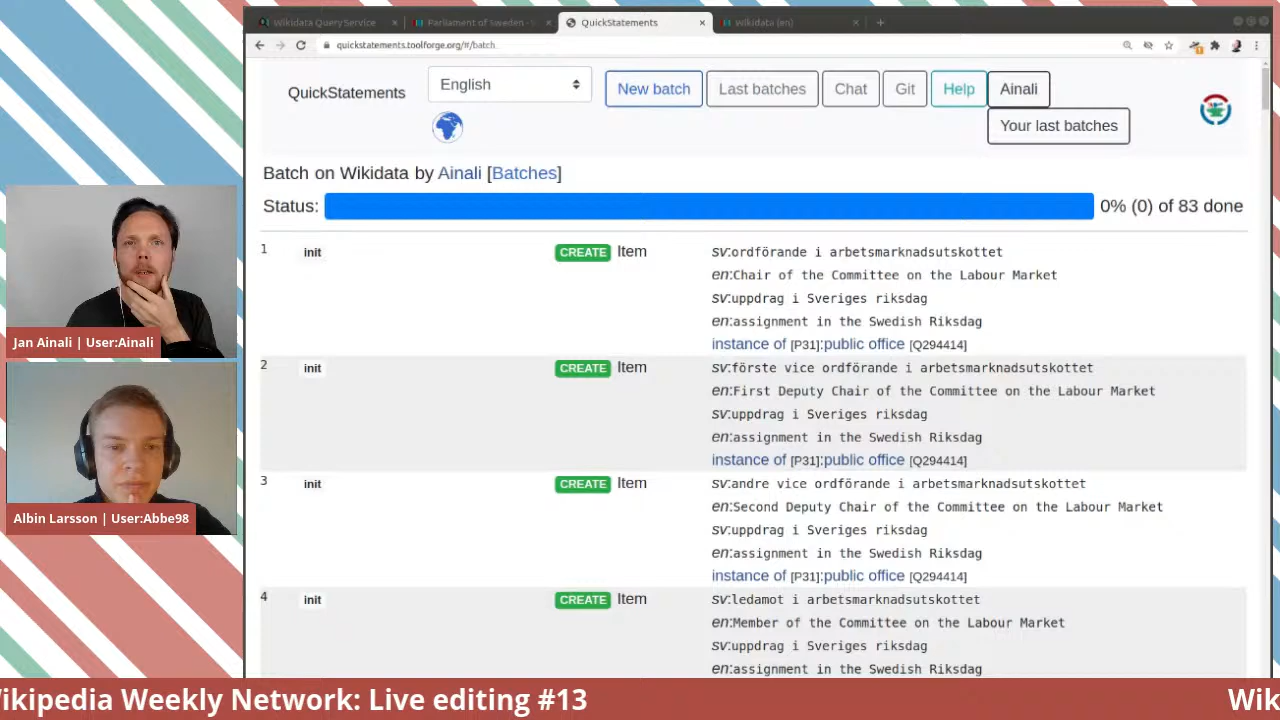 Wikidata Query Service
Parliament of Sweden -
QuickStatements
Wikidata (en)
quickstatements.toolforge.org/#/batch
QuickStatements
English
New batch
Last batches
Chat
Git
Help
Ainali
Your last batches
Batch on Wikidata by Ainali [Batches]
Status:
0% (0) of 83 done
1 init CREATE Item
sv:ordförande i arbetsmarknadsutskottet
en:Chair of the Committee on the Labour Market
sv:uppdrag i Sveriges riksdag
en:assignment in the Swedish Riksdag
instance of [P31]:public office [Q294414]
2 init CREATE Item
sv:förste vice ordförande i arbetsmarknadsutskottet
en:First Deputy Chair of the Committee on the Labour Market
sv:uppdrag i Sveriges riksdag
en:assignment in the Swedish Riksdag
instance of [P31]:public office [Q294414]
3 init CREATE Item
sv:andre vice ordförande i arbetsmarknadsutskottet
en:Second Deputy Chair of the Committee on the Labour Market
sv:uppdrag i Sveriges riksdag
en:assignment in the Swedish Riksdag
instance of [P31]:public office [Q294414]
4 init CREATE Item
sv:ledamot i arbetsmarknadsutskottet
en:Member of the Committee on the Labour Market
sv:uppdrag i Sveriges riksdag
en:assignment in the Swedish Riksdag
Jan Ainali | User:Ainali
Albin Larsson | User:Abbe98
ikipedia Weekly Network: Live editing #13
Wik